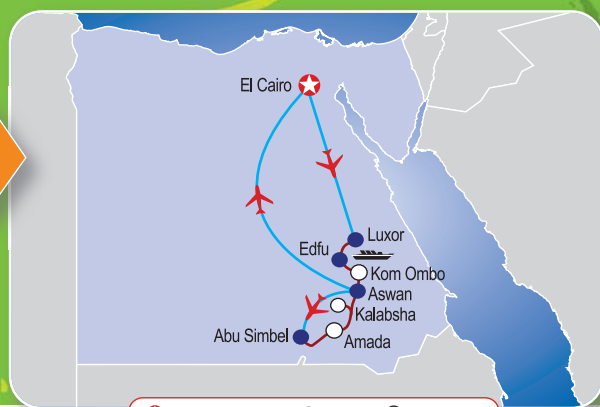 El Cairo
Luxor
Edfu
Kom Ombo
Aswan
Kalabsha
Abu Simbel
Amada